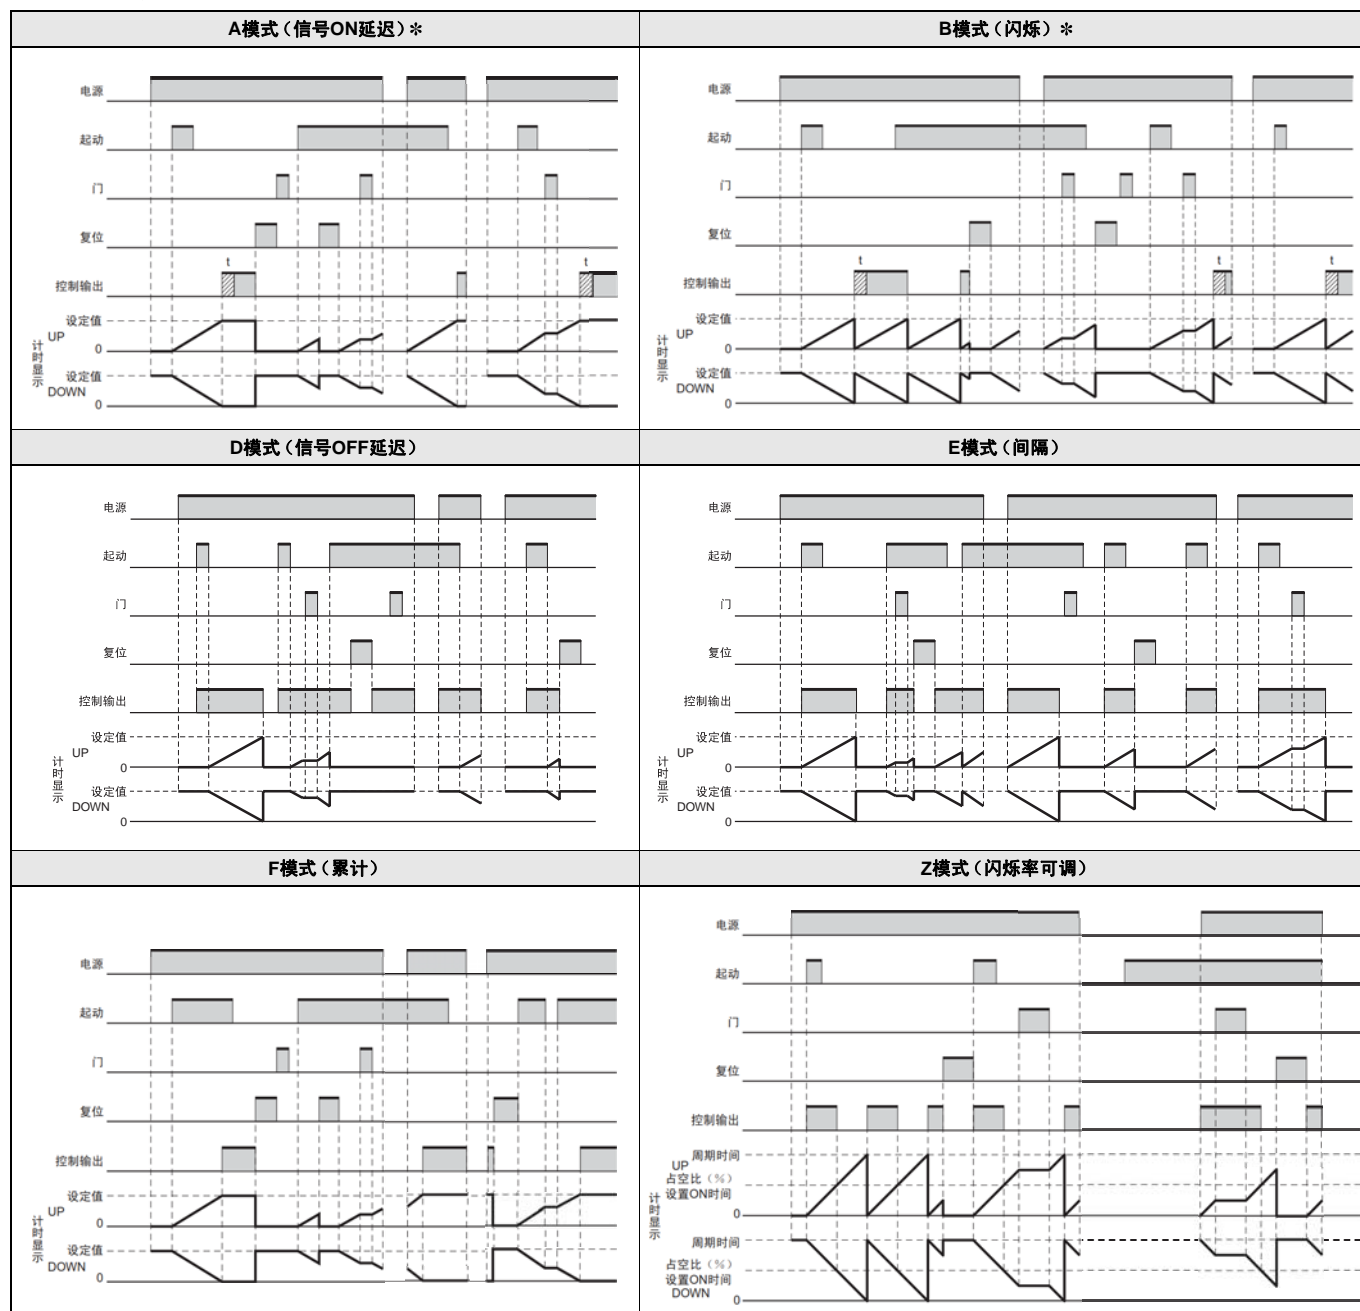 A模式（信号ON延迟）＊
电源
起动
门
复位
t
t
控制输出
设定值
UP
0
计时显示
设定值
DOWN
0
B模式（闪烁）＊
电源
起动
门
复位
t
t
t
控制输出
设定值
UP
0
计时显示
设定值
DOWN
0
D模式（信号OFF延迟）
电源
起动
门
复位
控制输出
设定值
UP
0
计时显示
设定值
DOWN
0
E模式（间隔）
电源
起动
门
复位
控制输出
设定值
UP
0
计时显示
设定值
DOWN
0
F模式（累计）
电源
起动
门
复位
控制输出
设定值
UP
0
计时显示
设定值
DOWN
0
Z模式（闪烁率可调）
电源
起动
门
复位
控制输出
周期时间
UP
占空比（%）
设置ON时间
0
计时显示
周期时间
占空比（%）
设置ON时间
DOWN
0